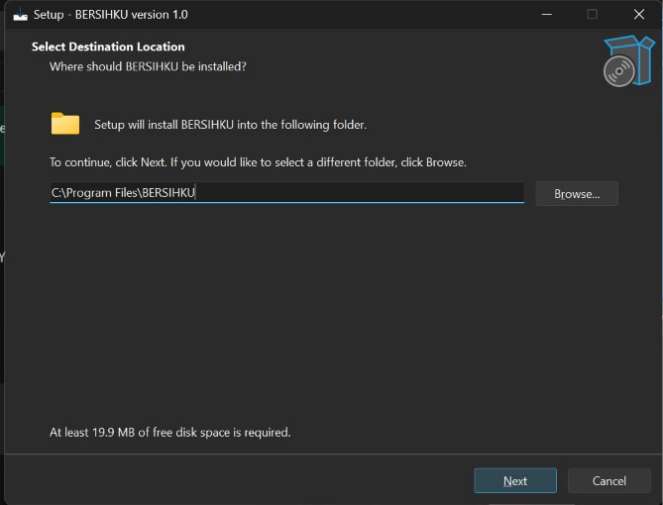 Setup - BERSIHKU version 1.0
Select Destination Location
Where should BERSIHKU be installed?
Setup will install BERSIHKU into the following folder.
To continue, click Next. If you would like to select a different folder, click Browse.
C:\Program Files\BERSIHKU
Browse...
At least 19.9 MB of free disk space is required.
Next
Cancel